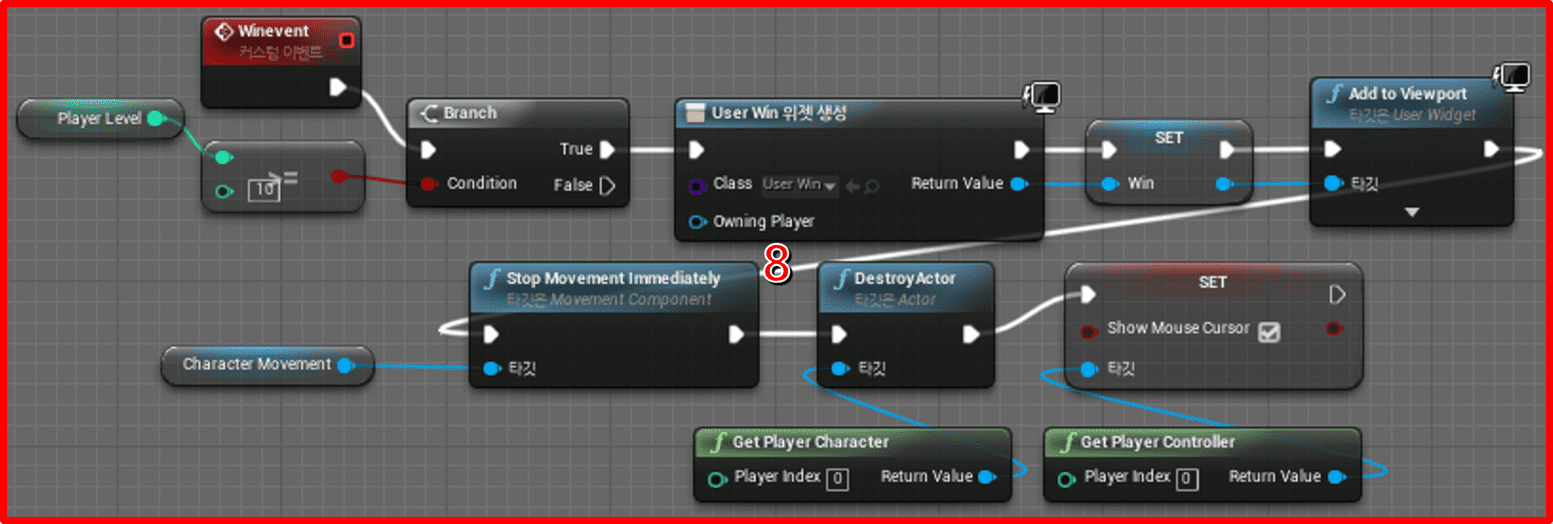 Winevent
커스텀 이벤트
Player Level
10
>=
Branch
True
Condition
False
User Win 위젯 생성
Class
User Win
Return Value
Owning Player
SET
Win
Add to Viewport
타깃은 User Widget
타깃
8
Stop Movement Immediately
타깃은 Movement Component
타깃
Character Movement
DestroyActor
타깃은 Actor
타깃
SET
Show Mouse Cursor
타깃
Get Player Character
Player Index 0
Return Value
Get Player Controller
Player Index 0
Return Value